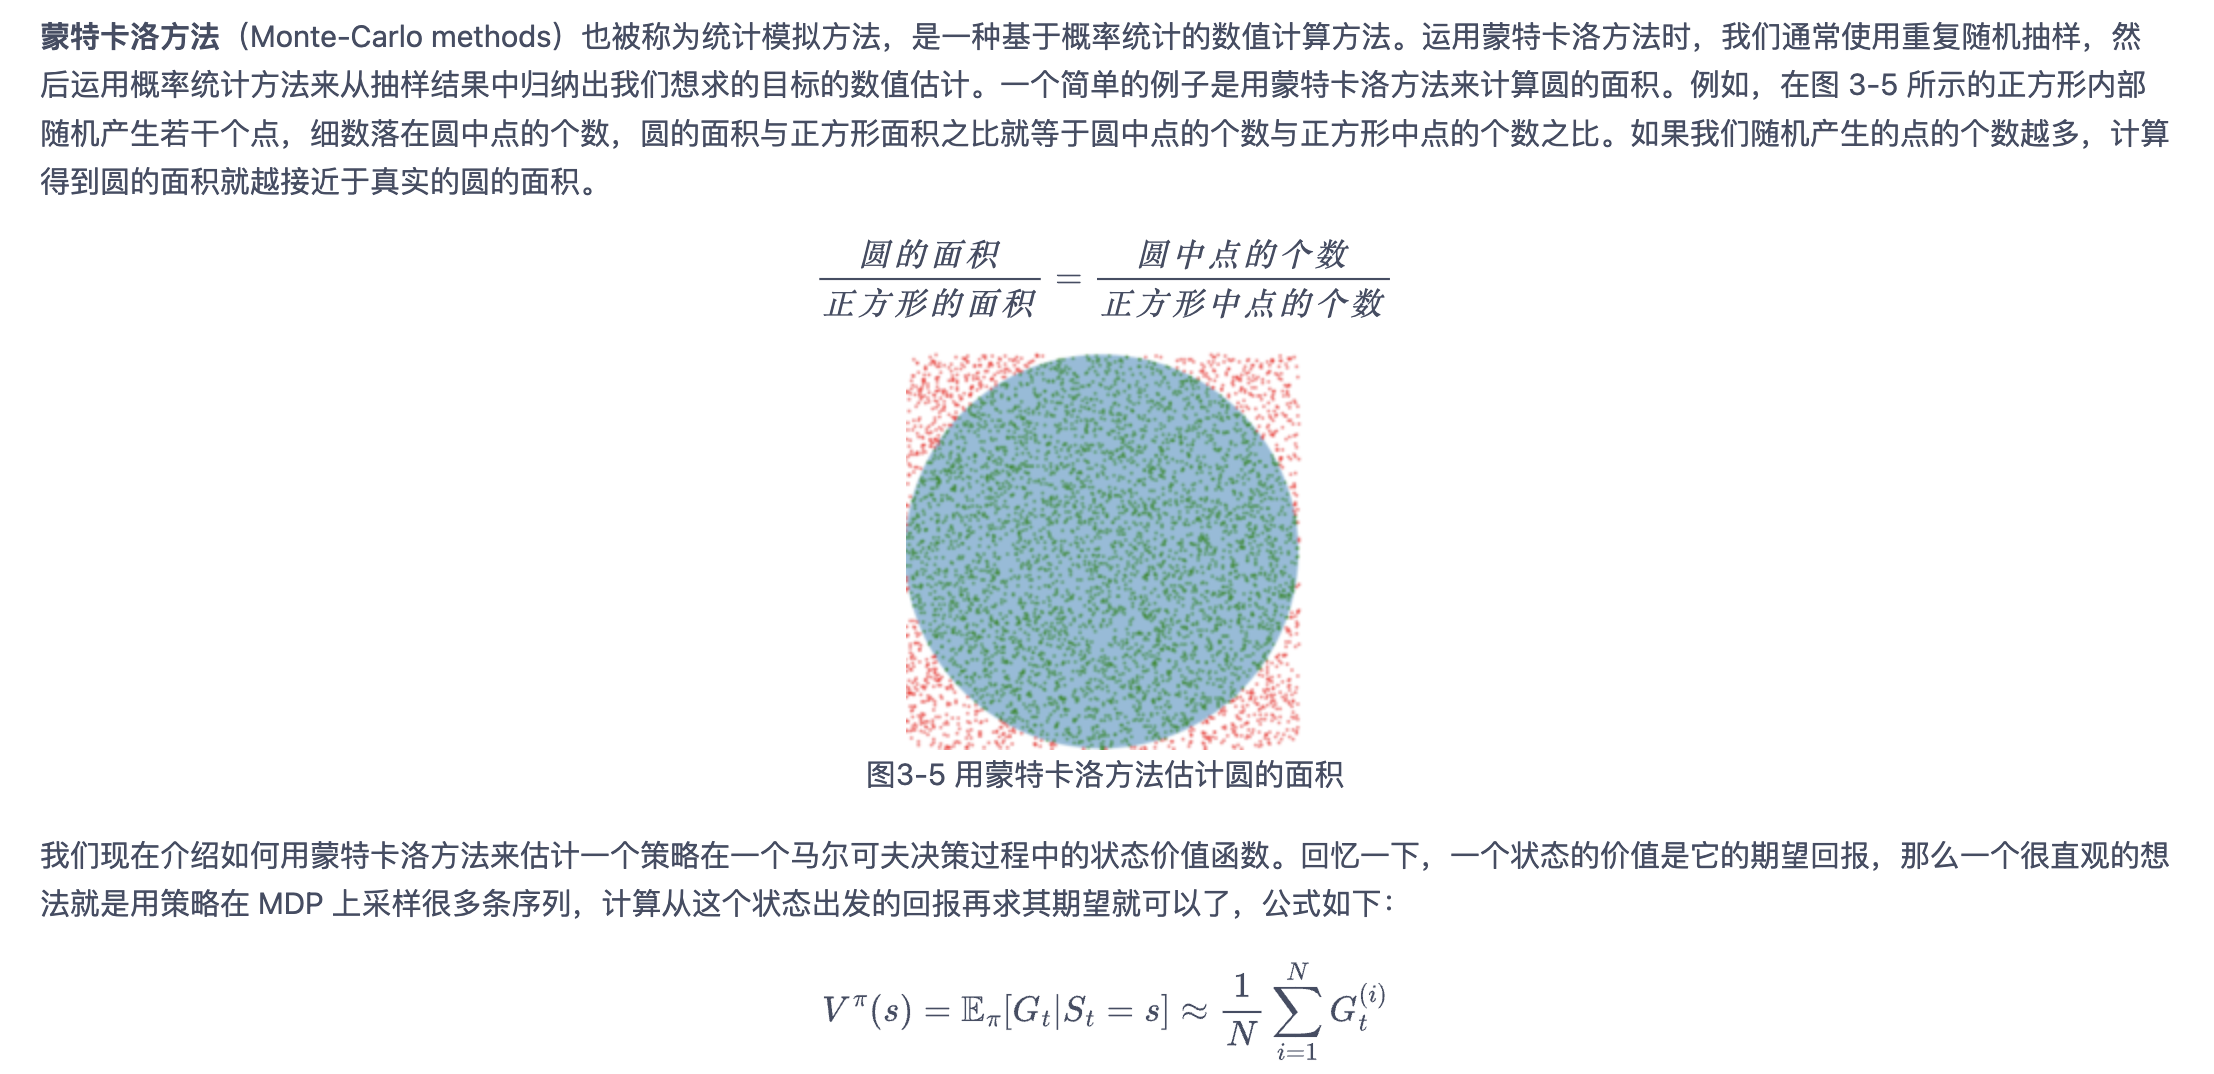 蒙特卡洛方法（Monte-Carlo methods）也被称为统计模拟方法，是一种基于概率统计的数值计算方法。运用蒙特卡洛方法时，我们通常使用重复随机抽样，然
后运用概率统计方法来从抽样结果中归纳出我们想求的目标的数值估计。一个简单的例子是用蒙特卡洛方法来计算圆的面积。例如，在图 3-5 所示的正方形内部
随机产生若干个点，细数落在圆中点的个数，圆的面积与正方形面积之比就等于圆中点的个数与正方形中点的个数之比。如果我们随机产生的点的个数越多，计算
得到圆的面积就越接近于真实的圆的面积。
$\frac{圆的面积}{正方形的面积} = \frac{圆中点的个数}{正方形中点的个数}$
图3-5 用蒙特卡洛方法估计圆的面积
我们现在介绍如何用蒙特卡洛方法来估计一个策略在一个马尔可夫决策过程中的状态价值函数。回忆一下，一个状态的价值是它的期望回报，那么一个很直观的想
法就是用策略在 MDP 上采样很多条序列，计算从这个状态出发的回报再求其期望就可以了，公式如下：
$V^{\pi}(s) = \mathbb{E}_{\pi}[G_t|S_t = s] \approx \frac{1}{N} \sum_{i=1}^{N} G_t^{(i)}$